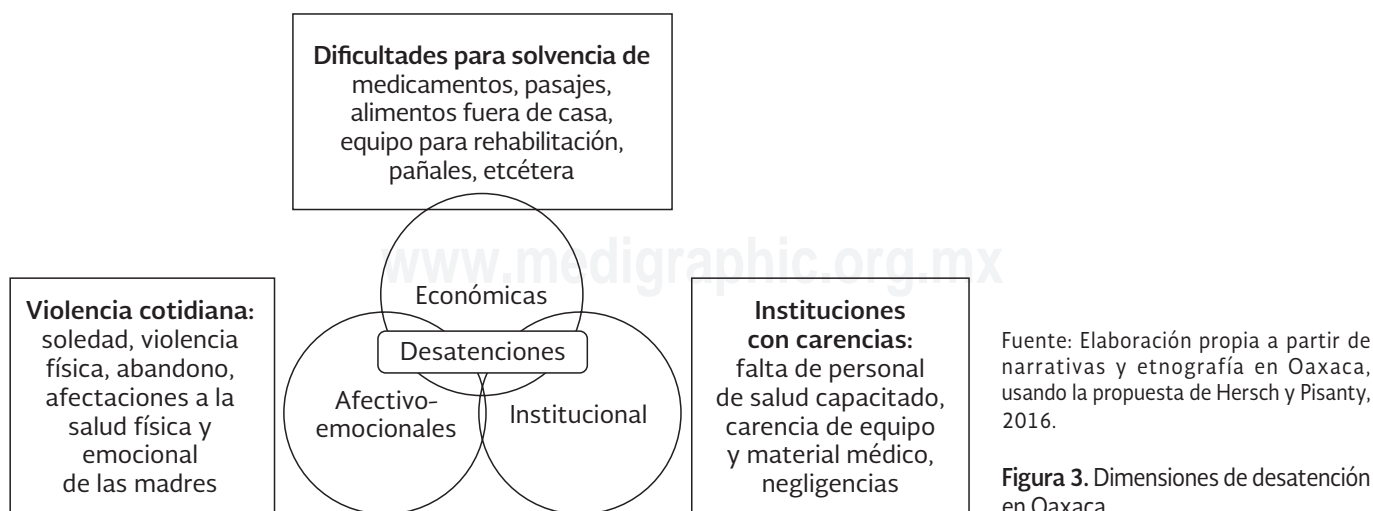 Dificultades para solvencia de
medicamentos, pasajes,
alimentos fuera de casa,
equipo para rehabilitación,
pañales, etcétera
www.medigraphic.org.mx
Económicas
Desatenciones
Afectivo-
emocionales
Institucional
Violencia cotidiana:
soledad, violencia
física, abandono,
afectaciones a la
salud física y
emocional
de las madres
Instituciones
con carencias:
falta de personal
de salud capacitado,
carencia de equipo
y material médico,
negligencias
Fuente: Elaboración propia a partir de
narrativas y etnografía en Oaxaca,
usando la propuesta de Hersch y Pisanty,
2016.
Figura 3. Dimensiones de desatención
en Oaxaca